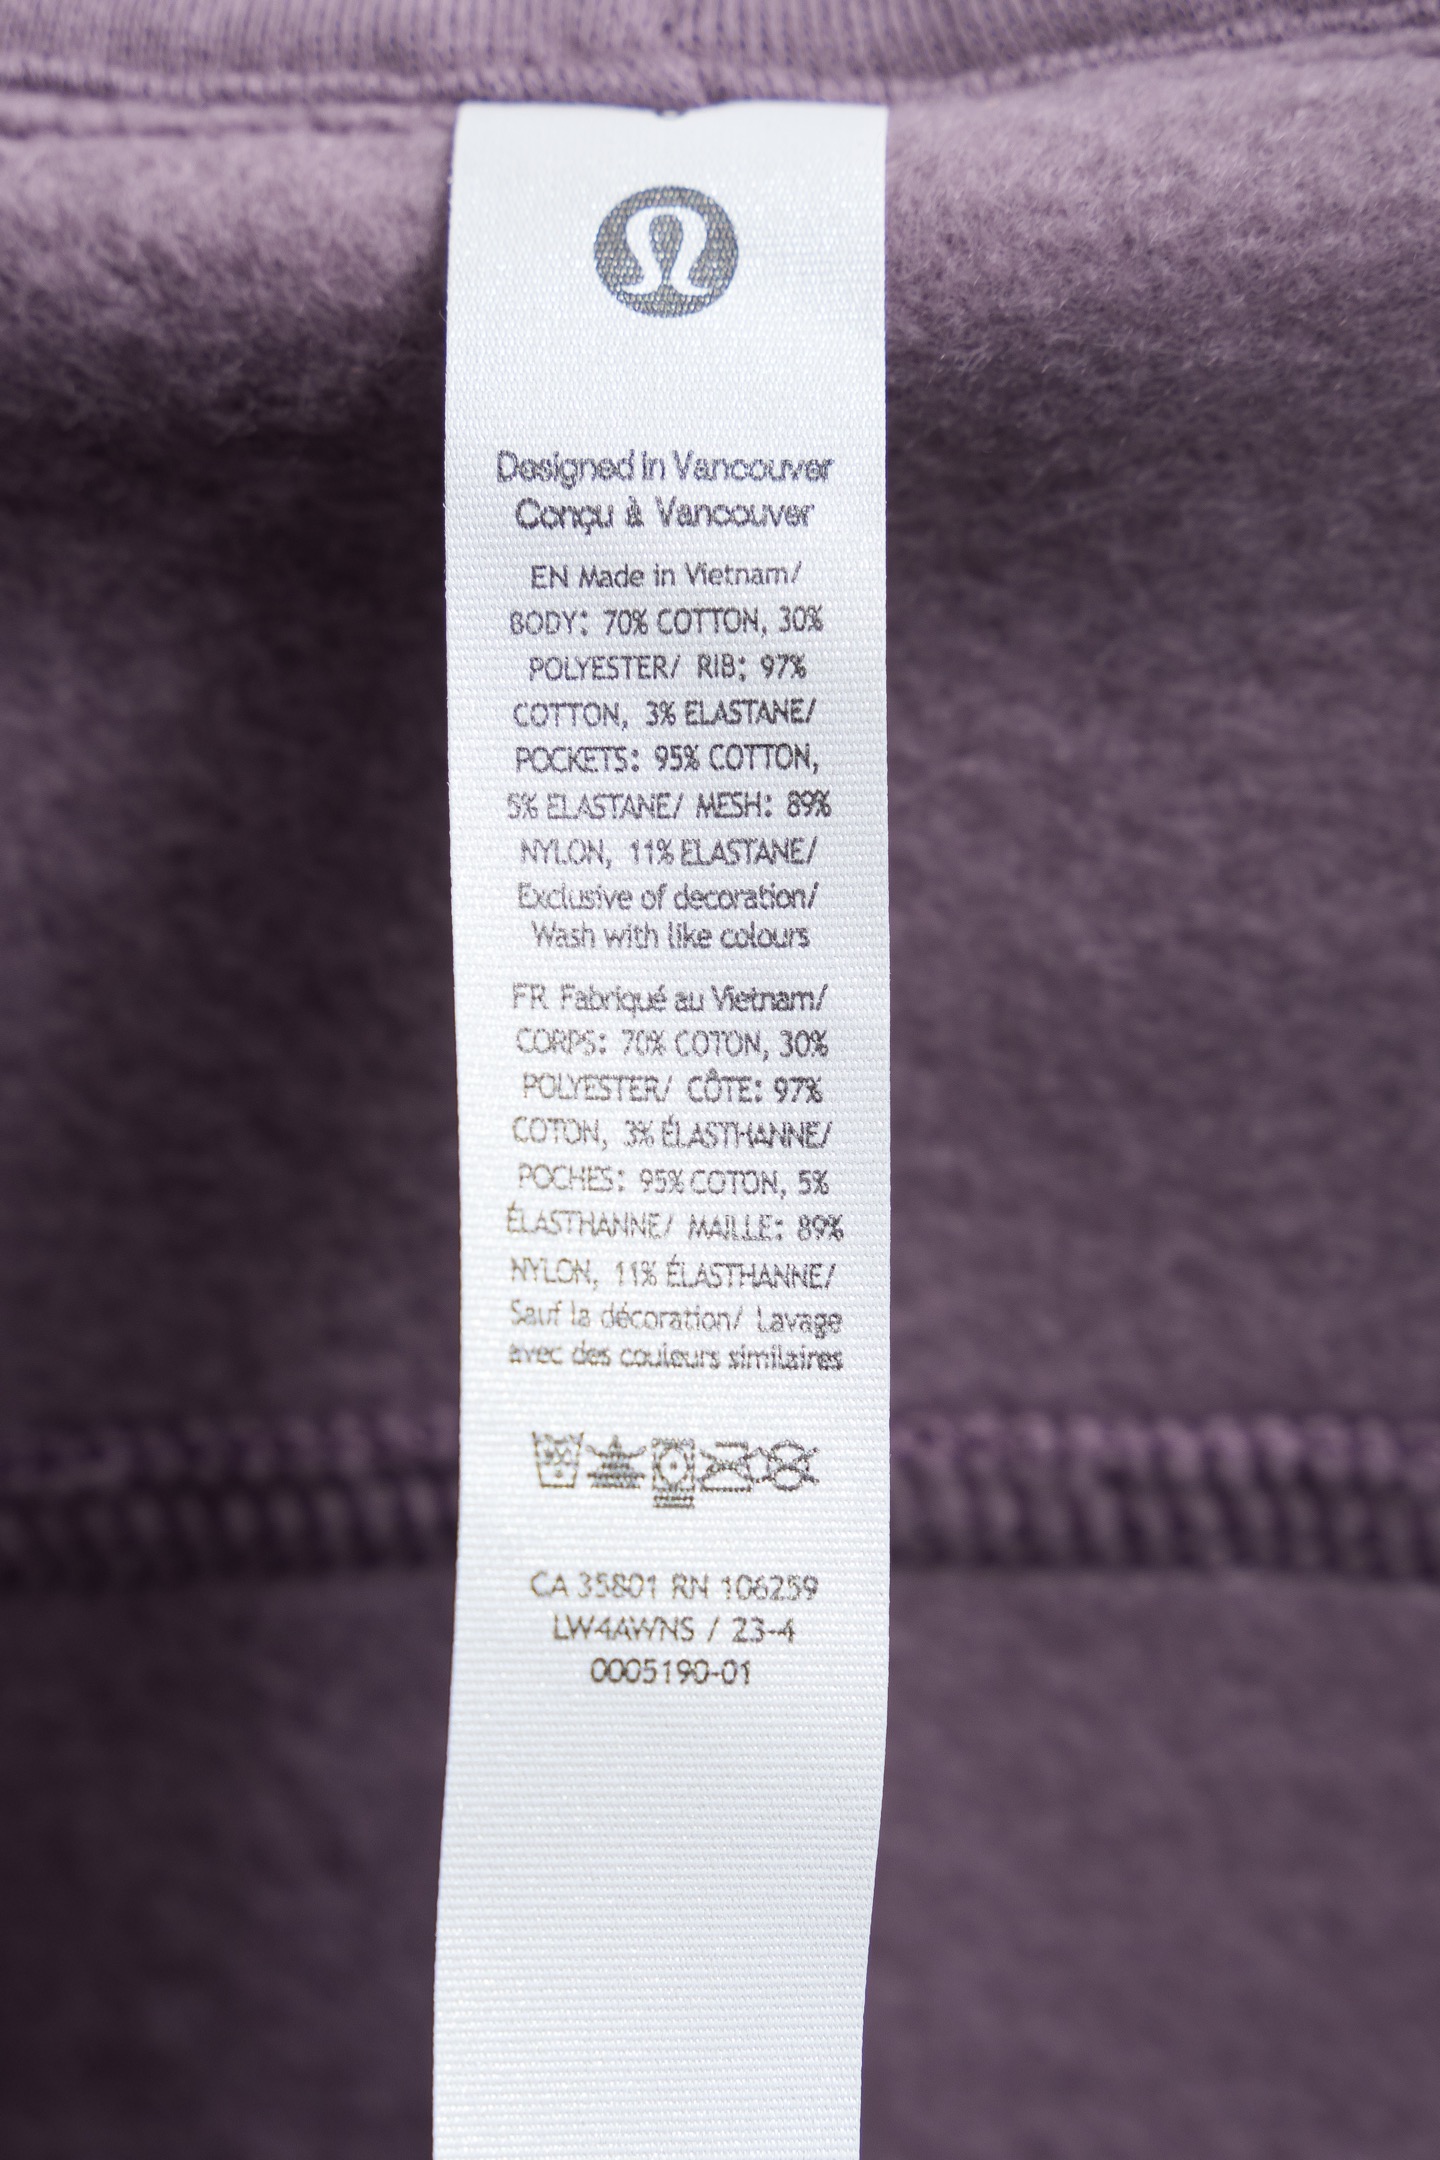 Designed in Vancouver
Conçu à Vancouver
EN Made in Vietnam/
BODY: 70% COTTON, 30%
POLYESTER/ RIB: 97%
COTTON, 3% ELASTANE/
POCKETS: 95% COTTON,
5% ELASTANE/ MESH: 89%
NYLON, 11% ELASTANE/
Exclusive of decoration/
Wash with like colours
FR Fabriqué au Vietnam/
CORPS: 70% COTON, 30%
POLYESTER/ CÔTE: 97%
COTON, 3% ÉLASTHANNE/
POCHES: 95% COTON, 5%
ÉLASTHANNE/ MAILLE: 89%
NYLON, 11% ÉLASTHANNE/
Sauf la décoration/ Lavage
avec des couleurs similaires
CA 35801 RN 106259
LW4AWNS / 23-4
0005190-01